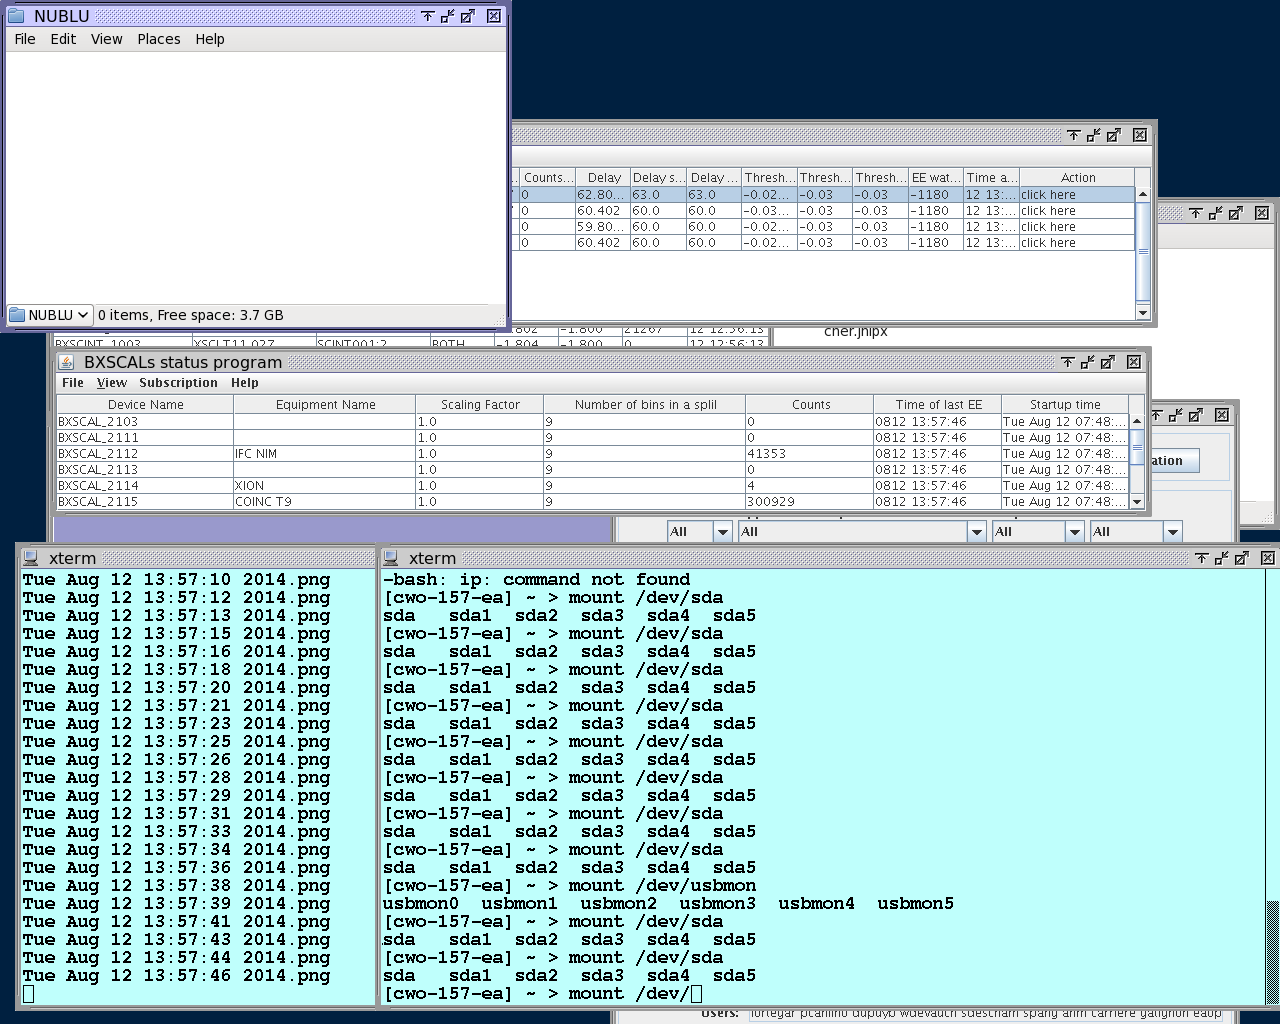 NUBLU
File Edit View Places Help
NUBLU 0 items, Free space: 3.7 GB
Counts... Delay Delay s... Delay ... Thresh... Thresh... Thresh... EE wat... Time a... Action
0 62.80... 63.0 63.0 -0.02... -0.03 -0.03 -1180 12 13:... click here
0 60.402 60.0 60.0 -0.03... -0.03 -0.03 -1180 12 13:... click here
0 59.80... 60.0 60.0 -0.02... -0.03 -0.03 -1180 12 13:... click here
0 60.402 60.0 60.0 -0.02... -0.03 -0.03 -1180 12 13:... click here
-1.802 -1.800 21267 12 12:56:13
cher.jnlpx
BXSCINT_1003 XSCLT11.02Z SCINT001:2 BOTH -1.804 -1.800 0 12 12:56:13
BXSCALs status program
File View Subscription Help
Device Name Equipment Name Scaling Factor Number of bins in a splil Counts Time of last EE Startup time
BXSCAL_2103 1.0 9 0 0812 13:57:46 Tue Aug 12 07:48:...
BXSCAL_2111 1.0 9 0 0812 13:57:46 Tue Aug 12 07:48:...
BXSCAL_2112 IFC NIM 1.0 9 41353 0812 13:57:46 Tue Aug 12 07:48:...
BXSCAL_2113 1.0 9 0 0812 13:57:46 Tue Aug 12 07:48:...
BXSCAL_2114 XION 1.0 9 4 0812 13:57:46 Tue Aug 12 07:48:...
BXSCAL_2115 COINC T9 1.0 9 300929 0812 13:57:46 Tue Aug 12 07:48:...
ation
All All All All
xterm
Tue Aug 12 13:57:10 2014.png
Tue Aug 12 13:57:12 2014.png
Tue Aug 12 13:57:13 2014.png
Tue Aug 12 13:57:15 2014.png
Tue Aug 12 13:57:16 2014.png
Tue Aug 12 13:57:18 2014.png
Tue Aug 12 13:57:20 2014.png
Tue Aug 12 13:57:21 2014.png
Tue Aug 12 13:57:23 2014.png
Tue Aug 12 13:57:25 2014.png
Tue Aug 12 13:57:26 2014.png
Tue Aug 12 13:57:28 2014.png
Tue Aug 12 13:57:29 2014.png
Tue Aug 12 13:57:31 2014.png
Tue Aug 12 13:57:33 2014.png
Tue Aug 12 13:57:34 2014.png
Tue Aug 12 13:57:36 2014.png
Tue Aug 12 13:57:38 2014.png
Tue Aug 12 13:57:39 2014.png
Tue Aug 12 13:57:41 2014.png
Tue Aug 12 13:57:43 2014.png
Tue Aug 12 13:57:44 2014.png
Tue Aug 12 13:57:46 2014.png
xterm
-bash: ip: command not found
[cwo-157-ea] ~ > mount /dev/sda
sda sda1 sda2 sda3 sda4 sda5
[cwo-157-ea] ~ > mount /dev/sda
sda sda1 sda2 sda3 sda4 sda5
[cwo-157-ea] ~ > mount /dev/sda
sda sda1 sda2 sda3 sda4 sda5
[cwo-157-ea] ~ > mount /dev/sda
sda sda1 sda2 sda3 sda4 sda5
[cwo-157-ea] ~ > mount /dev/sda
sda sda1 sda2 sda3 sda4 sda5
[cwo-157-ea] ~ > mount /dev/sda
sda sda1 sda2 sda3 sda4 sda5
[cwo-157-ea] ~ > mount /dev/sda
sda sda1 sda2 sda3 sda4 sda5
[cwo-157-ea] ~ > mount /dev/sda
sda sda1 sda2 sda3 sda4 sda5
[cwo-157-ea] ~ > mount /dev/usbmon
usbmon0 usbmon1 usbmon2 usbmon3 usbmon4 usbmon5
[cwo-157-ea] ~ > mount /dev/sda
sda sda1 sda2 sda3 sda4 sda5
[cwo-157-ea] ~ > mount /dev/sda
sda sda1 sda2 sda3 sda4 sda5
[cwo-157-ea] ~ > mount /dev/
Users: fortegar pcarlino dupuyb wdevauch sdescham spang anm carriere galignon eaop